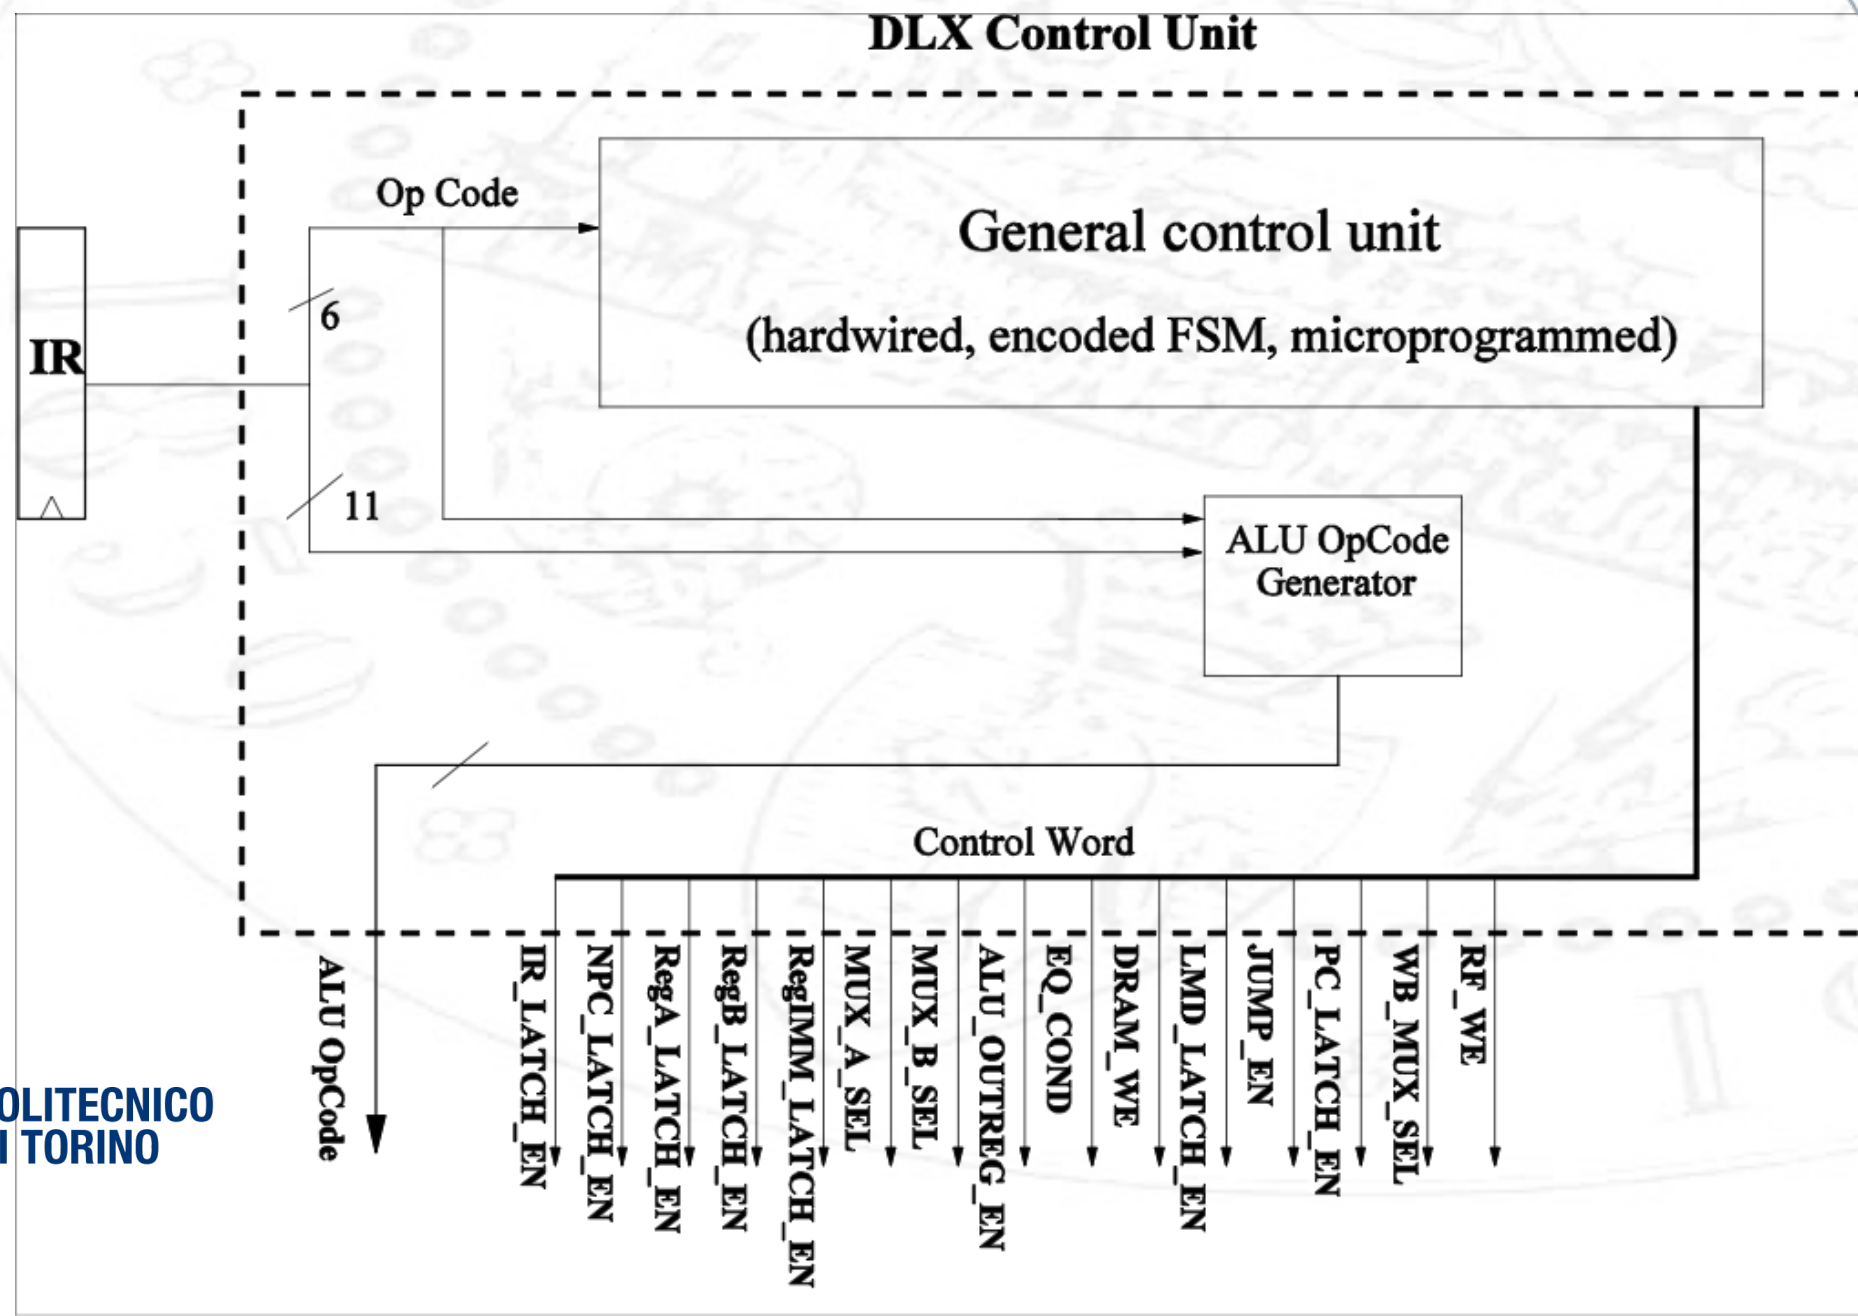 DLX Control Unit
Op Code
General control unit
(hardwired, encoded FSM, microprogrammed)
6
IR
11
ALU OpCode
Generator
Control Word
ALU OpCode
IR_LATCH_EN
NPC_LATCH_EN
RegA_LATCH_EN
RegB_LATCH_EN
RegIMM_LATCH_EN
MUX_A_SEL
MUX_B_SEL
ALU_OUTREG_EN
EQ_COND
DRAM_WE
LMD_LATCH_EN
JUMP_EN
PC_LATCH_EN
WB_MUX_SEL
RF_WE
OLITECNICO
I TORINO